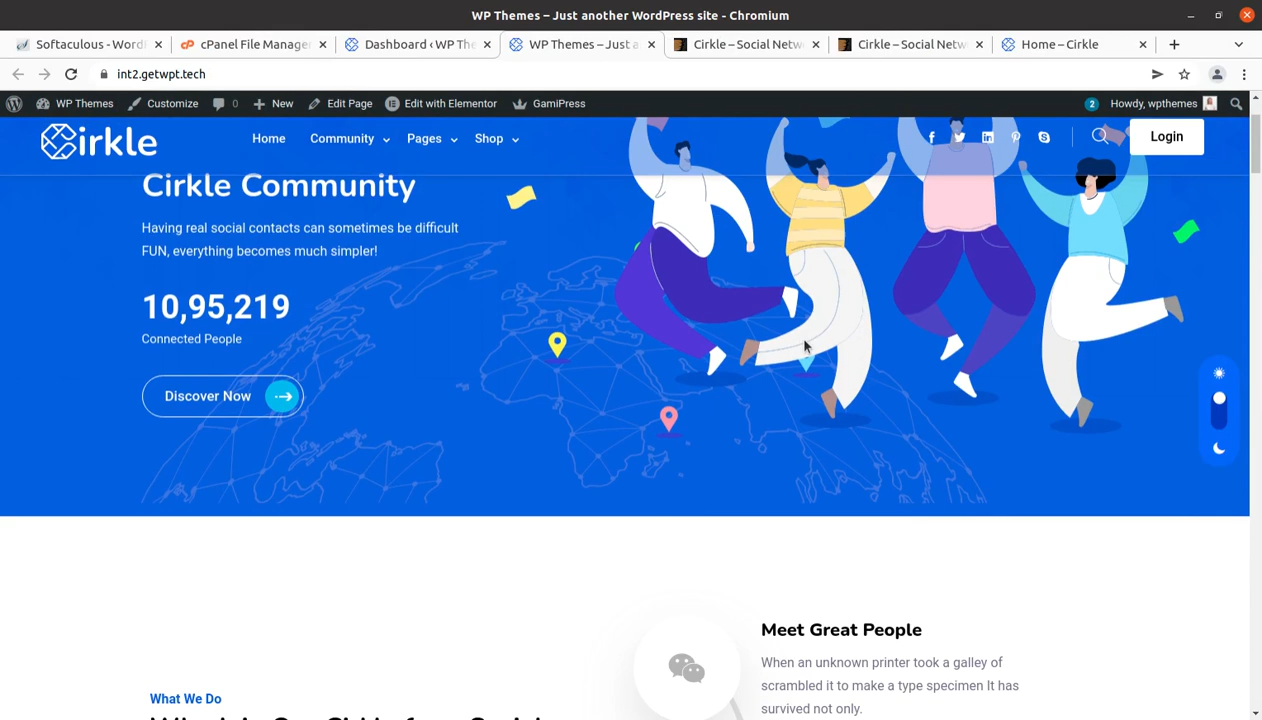 WP Themes – Just another WordPress site - Chromium
Softaculous - Word
cPanel File Manage
Dashboard ‹ WP The
WP Themes – Just a
Cirkle – Social Netw
Cirkle – Social Netw
Home – Cirkle
int2.getwpt.tech
WP Themes
Customize
0
New
Edit Page
Edit with Elementor
GamiPress
2
Howdy, wpthemes
Cirkle
Home
Community
Pages
Shop
Login
Cirkle Community
Having real social contacts can sometimes be difficult
FUN, everything becomes much simpler!
10,95,219
Connected People
Discover Now
Meet Great People
When an unknown printer took a galley of
scrambled it to make a type specimen It has
survived not only.
What We Do